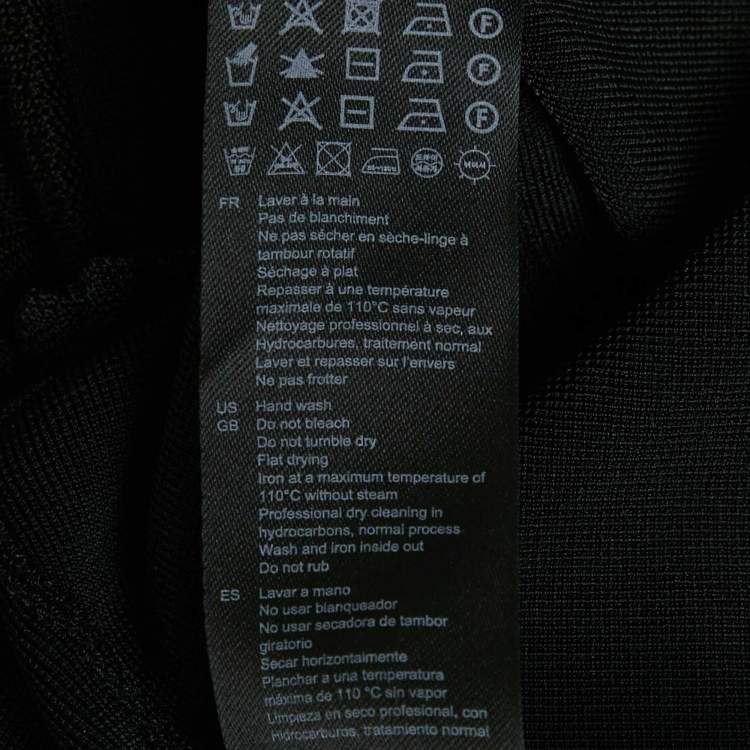 F
F
F
80~120℃
드라이
FR Laver à la main
Pas de blanchiment
Ne pas sécher en sèche-linge à
tambour rotatif
Séchage à plat
Repasser à une température
maximale de 110°C sans vapeur
Nettoyage professionnel à sec, aux
Hydrocarbures, traitement normal
Laver et repasser sur l'envers
Ne pas frotter
US Hand wash
GB Do not bleach
Do not tumble dry
Flat drying
Iron at a maximum temperature of
110°C without steam
Professional dry cleaning in
hydrocarbons, normal process
Wash and iron inside out
Do not rub
ES Lavar a mano
No usar blanqueador
No usar secadora de tambor
giratorio
Secar horizontalmente
Planchar a una temperatura
máxima de 110 °C sin vapor
Limpieza en seco profesional, con
Hidrocarburos, tratamiento normal